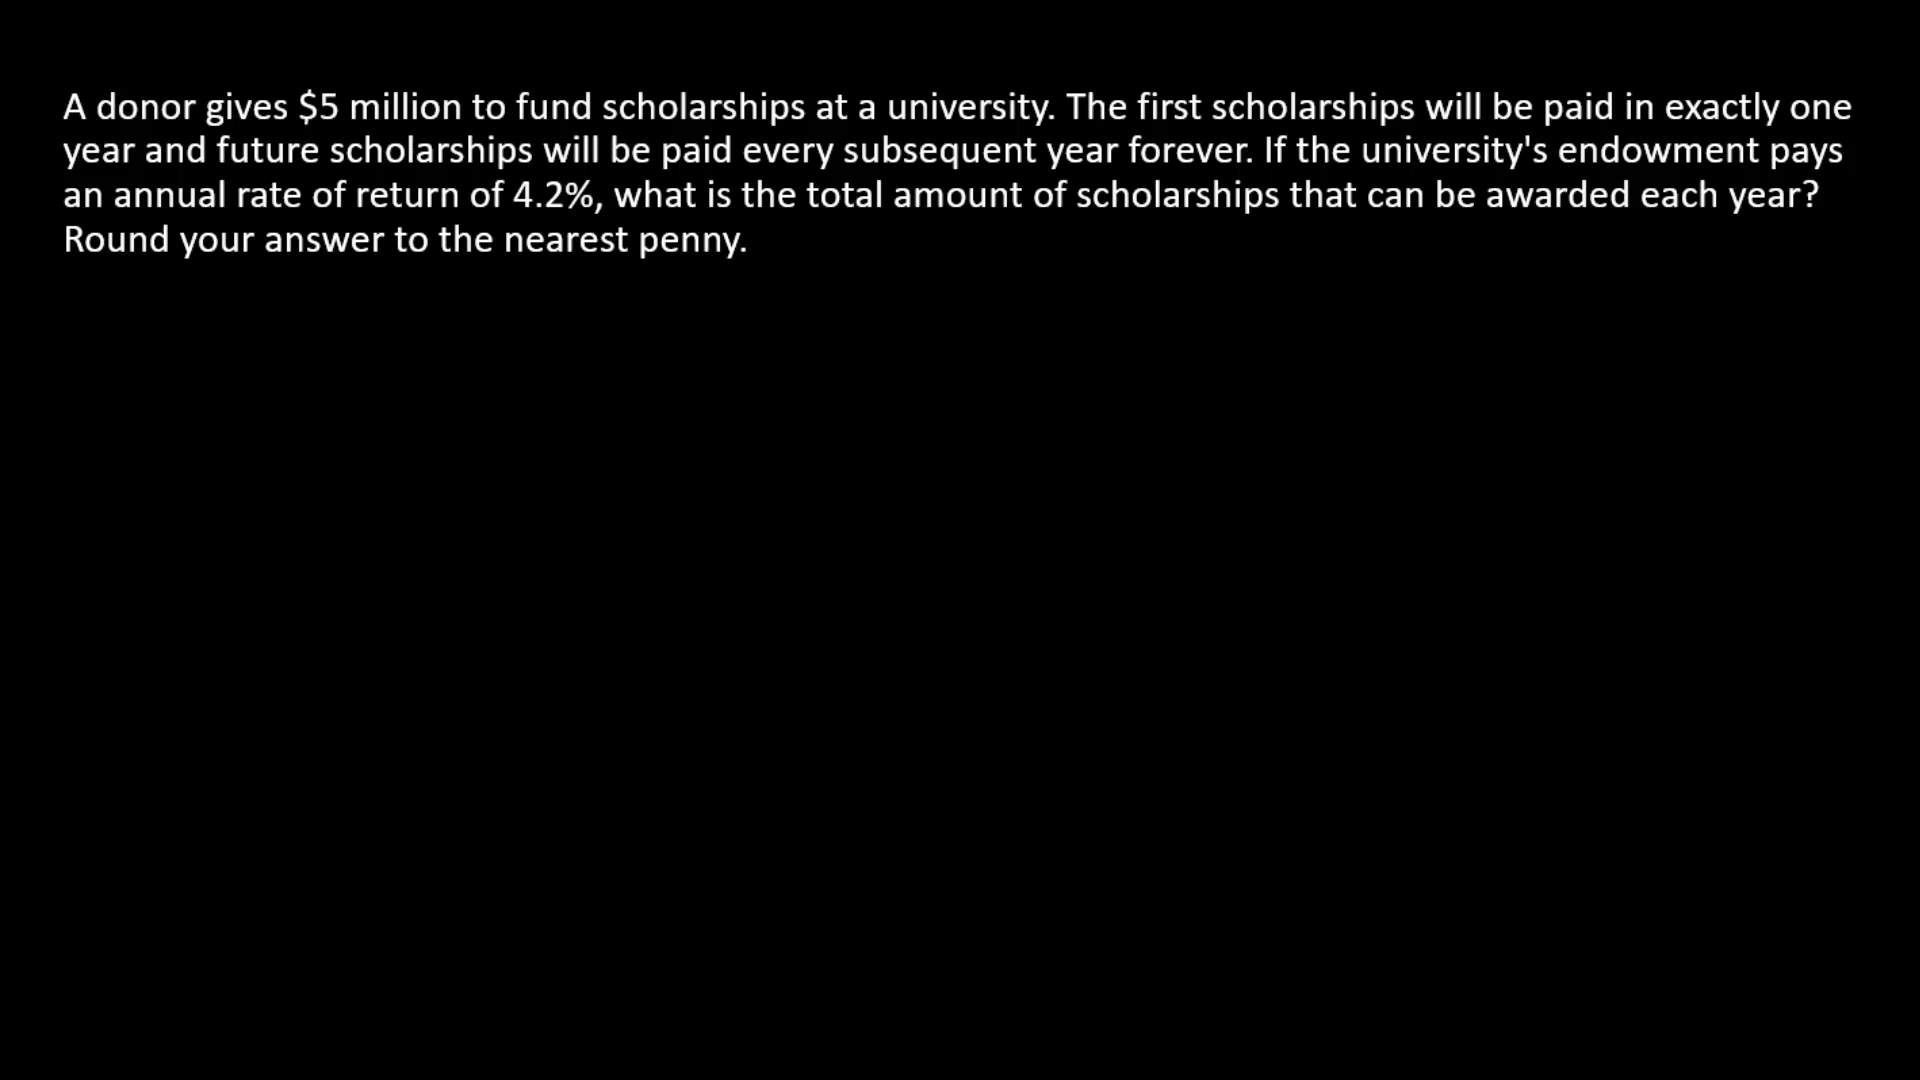 A donor gives $5 million to fund scholarships at a university. The first scholarships will be paid in exactly one
year and future scholarships will be paid every subsequent year forever. If the university's endowment pays
an annual rate of return of 4.2%, what is the total amount of scholarships that can be awarded each year?
Round your answer to the nearest penny.